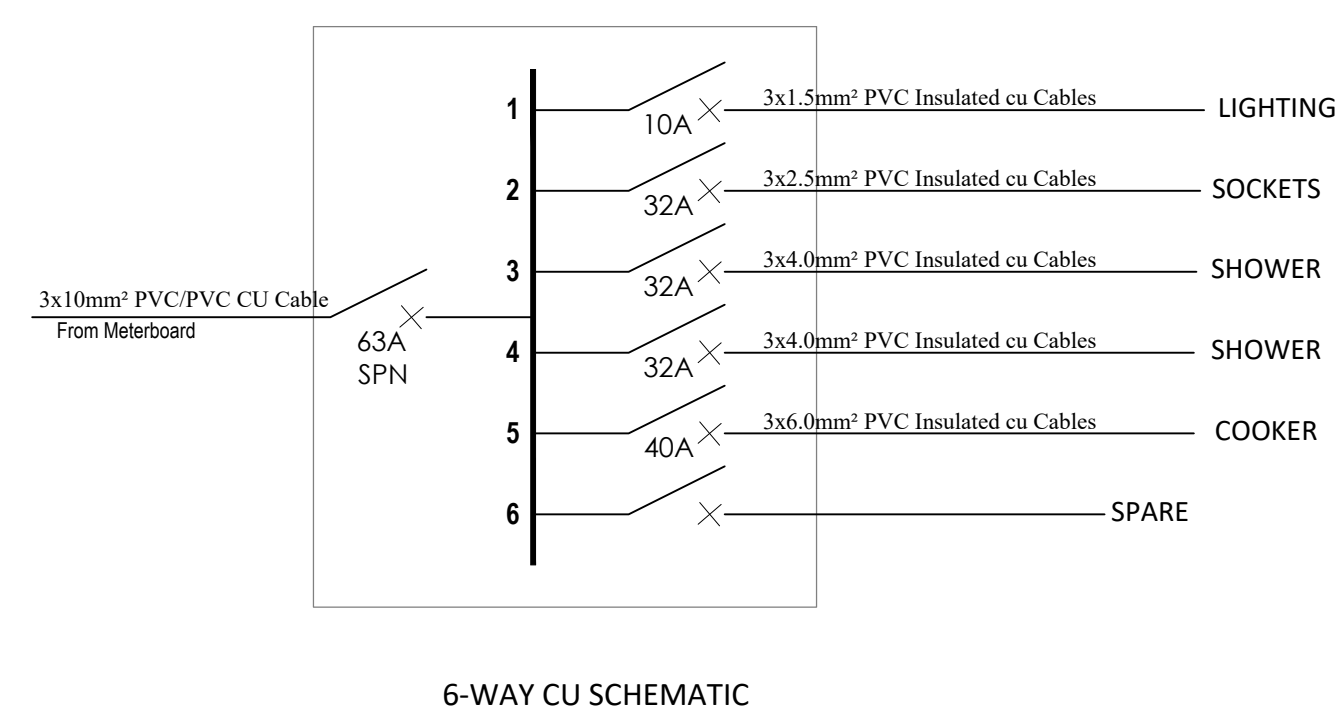 1
10A
3x1.5mm² PVC Insulated cu Cables
LIGHTING
2
32A
3x2.5mm² PVC Insulated cu Cables
SOCKETS
3
32A
3x4.0mm² PVC Insulated cu Cables
SHOWER
3x10mm² PVC/PVC CU Cable
From Meterboard
63A
SPN
4
32A
3x4.0mm² PVC Insulated cu Cables
SHOWER
5
40A
3x6.0mm² PVC Insulated cu Cables
COOKER
6
SPARE
6-WAY CU SCHEMATIC